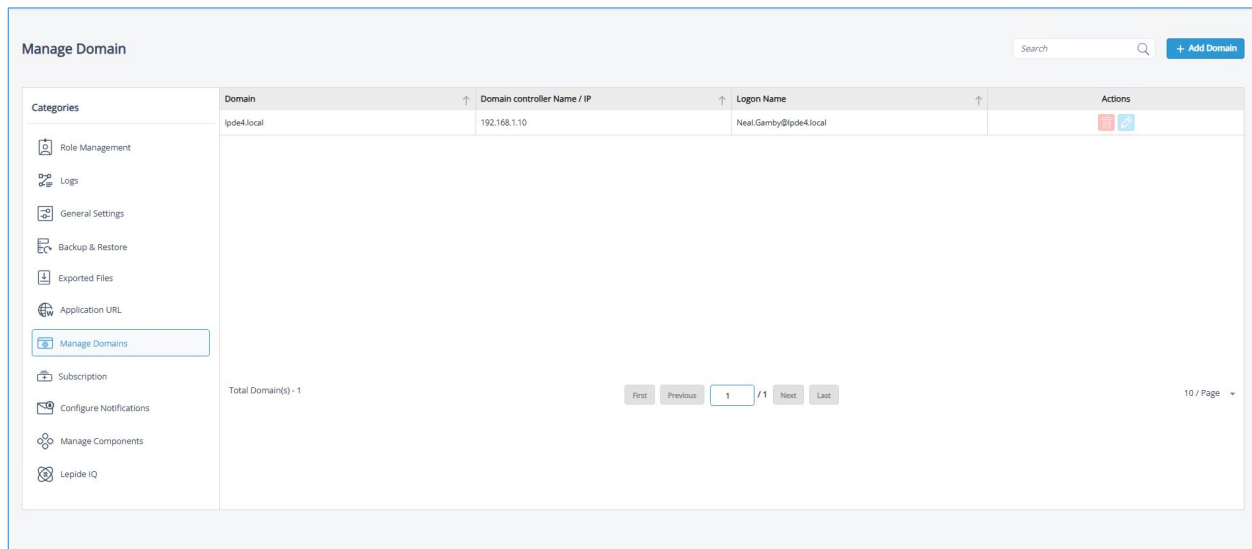 Manage Domain
Search
+ Add Domain
Categories
Role Management
Logs
General Settings
Backup & Restore
Exported Files
Application URL
Manage Domains
Subscription
Configure Notifications
Manage Components
Lepide IQ
Domain Domain controller Name / IP Logon Name Actions
lpde4.local 192.168.1.10 Neal.Gamby@lpde4.local
Total Domain(s) - 1
First Previous 1 / 1 Next Last
10 / Page